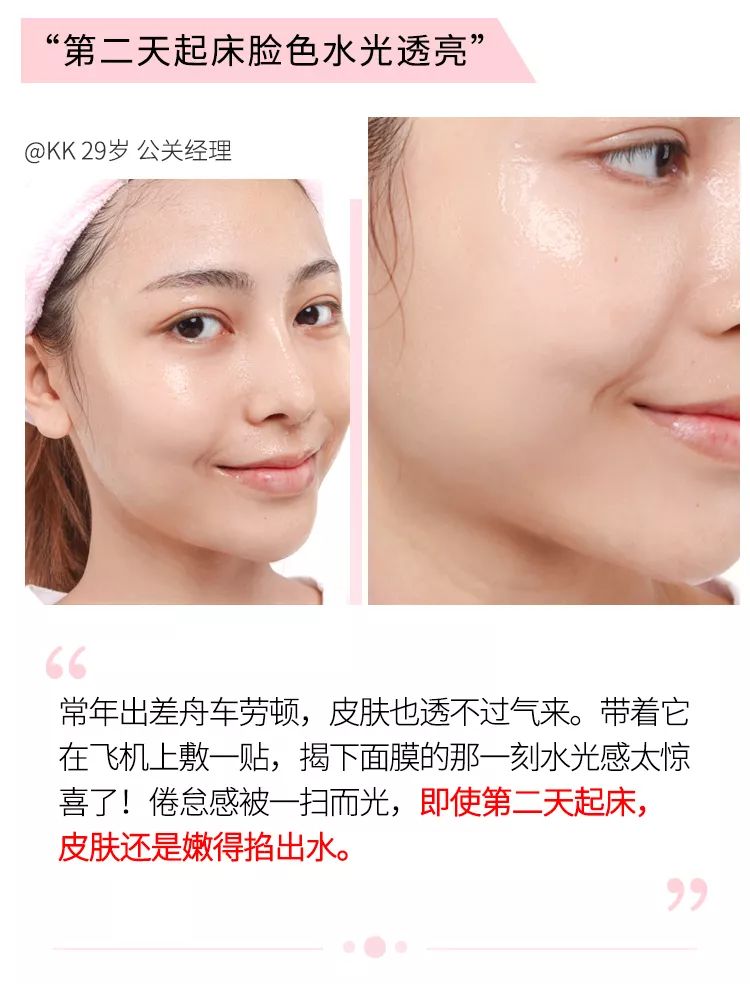 “第二天起床脸色水光透亮”
@KK 29岁 公关经理
“
常年出差舟车劳顿，皮肤也透不过气来。带着它
在飞机上敷一贴，揭下面膜的那一刻水光感太惊
喜了！倦怠感被一扫而光，即使第二天起床，
皮肤还是嫩得掐出水。
”